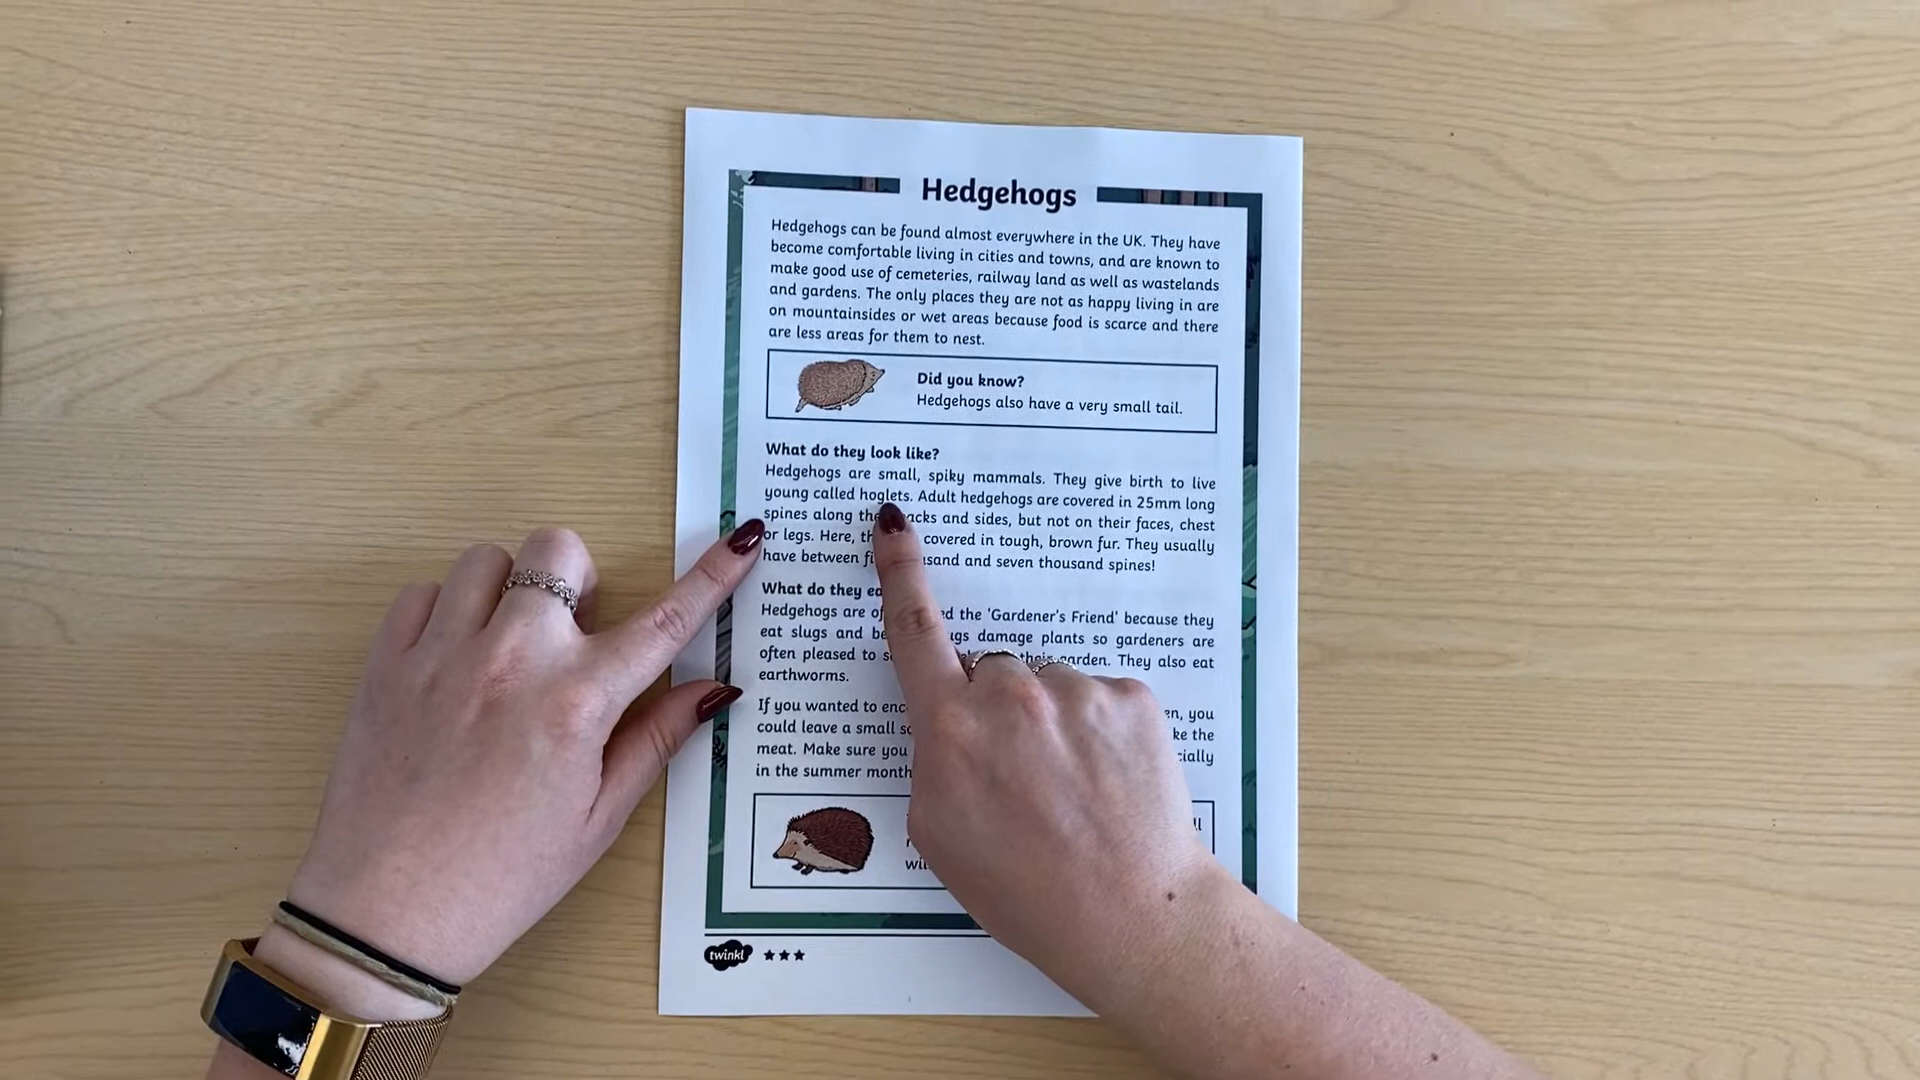 Hedgehogs
Hedgehogs can be found almost everywhere in the UK. They have
become comfortable living in cities and towns, and are known to
make good use of cemeteries, railway land as well as wastelands
and gardens. The only places they are not as happy living in are
on mountainsides or wet areas because food is scarce and there
are less areas for them to nest.
Did you know?
Hedgehogs also have a very small tail.
What do they look like?
Hedgehogs are small, spiky mammals. They give birth to live
young called hoglets. Adult hedgehogs are covered in 25mm long
spines along and sides, but not on their faces, chest
or legs. Here, covered in tough, brown fur. They usually
have between and seven thousand spines!
What do they
Hedgehogs are the 'Gardener's Friend' because they
eat slugs and damage plants so gardeners are
often pleased to their garden. They also eat
earthworms.
If you wanted to you
could leave a small the
meat. Make sure you
in the summer
twinkl